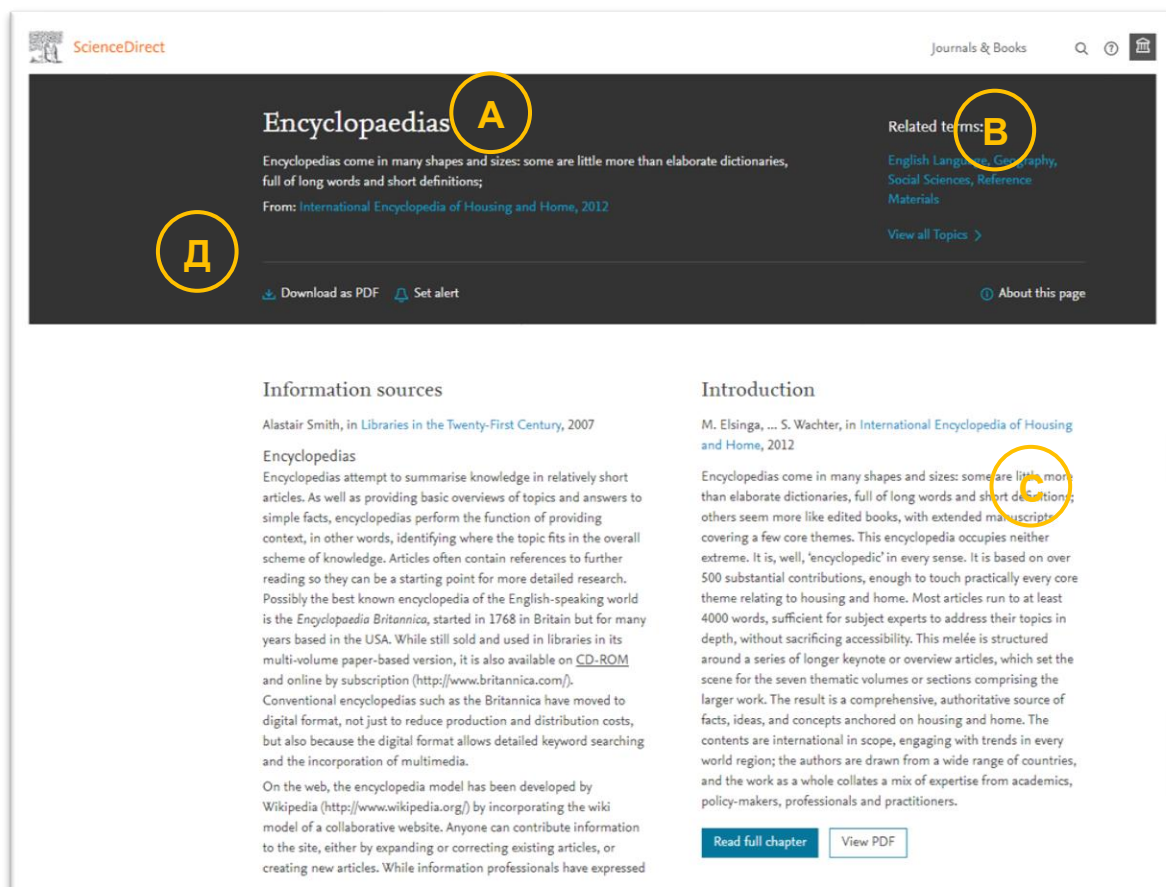 ScienceDirect
Journals & Books
Encyclopaedias
А
Encyclopedias come in many shapes and sizes: some are little more than elaborate dictionaries,
full of long words and short definitions;
From: International Encyclopedia of Housing and Home, 2012
Related terms:
В
English Language, Geography,
Social Sciences, Reference
Materials
View all Topics
Д
Download as PDF
Set alert
About this page
Information sources
Alastair Smith, in Libraries in the Twenty-First Century, 2007
Encyclopedias
Encyclopedias attempt to summarise knowledge in relatively short
articles. As well as providing basic overviews of topics and answers to
simple facts, encyclopedias perform the function of providing
context, in other words, identifying where the topic fits in the overall
scheme of knowledge. Articles often contain references to further
reading so they can be a starting point for more detailed research.
Possibly the best known encyclopedia of the English-speaking world
is the Encyclopaedia Britannica, started in 1768 in Britain but for many
years based in the USA. While still sold and used in libraries in its
multi-volume paper-based version, it is also available on CD-ROM
and online by subscription (http://www.britannica.com/).
Conventional encyclopedias such as the Britannica have moved to
digital format, not just to reduce production and distribution costs,
but also because the digital format allows detailed keyword searching
and the incorporation of multimedia.
On the web, the encyclopedia model has been developed by
Wikipedia (http://www.wikipedia.org/) by incorporating the wiki
model of a collaborative website. Anyone can contribute information
to the site, either by expanding or correcting existing articles, or
creating new articles. While information professionals have expressed
Introduction
M. Elsinga, ... S. Wachter, in International Encyclopedia of Housing
and Home, 2012
С
Encyclopedias come in many shapes and sizes: some are little more
than elaborate dictionaries, full of long words and short definitions;
others seem more like edited books, with extended manuscripts
covering a few core themes. This encyclopedia occupies neither
extreme. It is, well, 'encyclopedic' in every sense. It is based on over
500 substantial contributions, enough to touch practically every core
theme relating to housing and home. Most articles run to at least
4000 words, sufficient for subject experts to address their topics in
depth, without sacrificing accessibility. This melée is structured
around a series of longer keynote or overview articles, which set the
scene for the seven thematic volumes or sections comprising the
larger work. The result is a comprehensive, authoritative source of
facts, ideas, and concepts anchored on housing and home. The
contents are international in scope, engaging with trends in every
world region; the authors are drawn from a wide range of countries,
and the work as a whole collates a mix of expertise from academics,
policy-makers, professionals and practitioners.
Read full chapter
View PDF